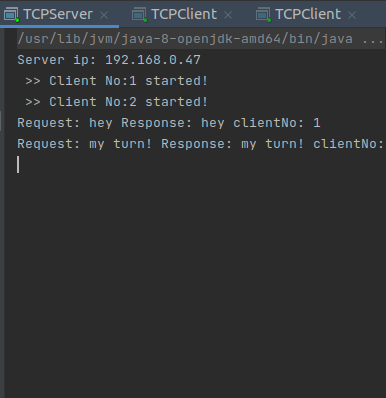 TCPServer TCPClient TCPClient
/usr/lib/jvm/java-8-openjdk-amd64/bin/java ...
Server ip: 192.168.0.47
>> Client No:1 started!
>> Client No:2 started!
Request: hey Response: hey clientNo: 1
Request: my turn! Response: my turn! clientNo: